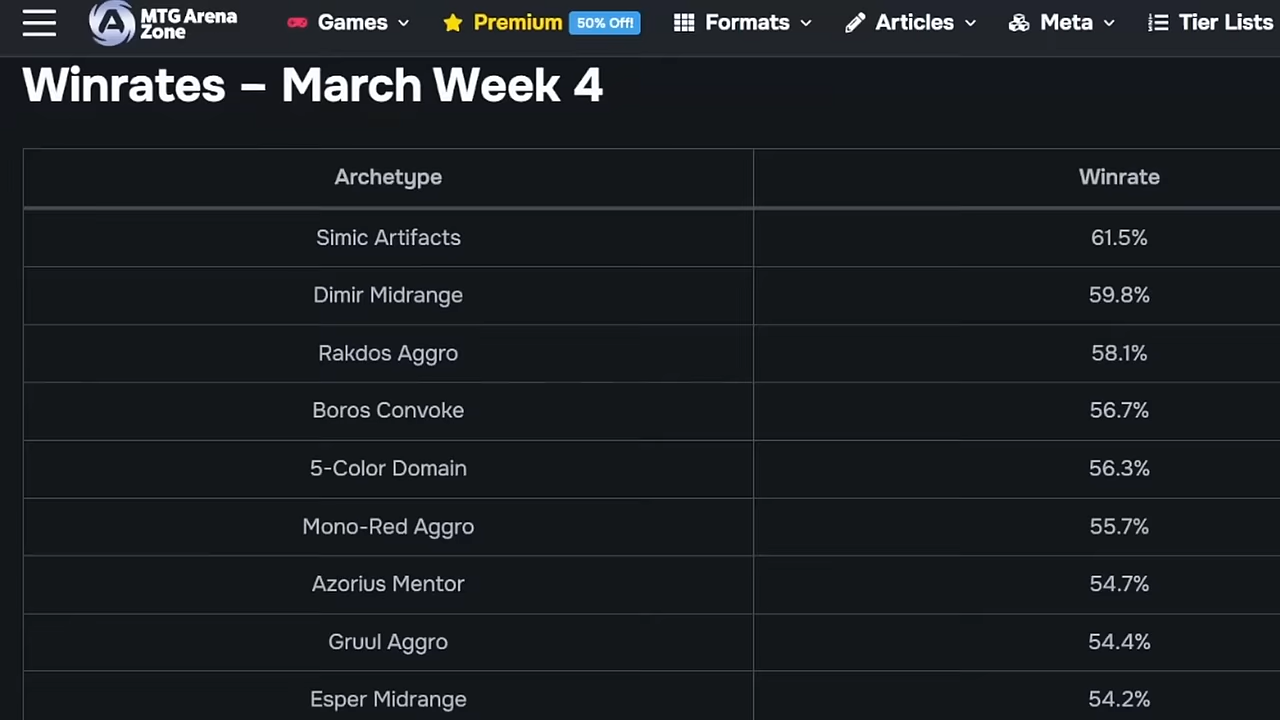 MTG Arena Zone
Games
Premium 50% Off!
Formats
Articles
Meta
Tier Lists
Winrates – March Week 4
Archetype Winrate
Simic Artifacts 61.5%
Dimir Midrange 59.8%
Rakdos Aggro 58.1%
Boros Convoke 56.7%
5-Color Domain 56.3%
Mono-Red Aggro 55.7%
Azorius Mentor 54.7%
Gruul Aggro 54.4%
Esper Midrange 54.2%